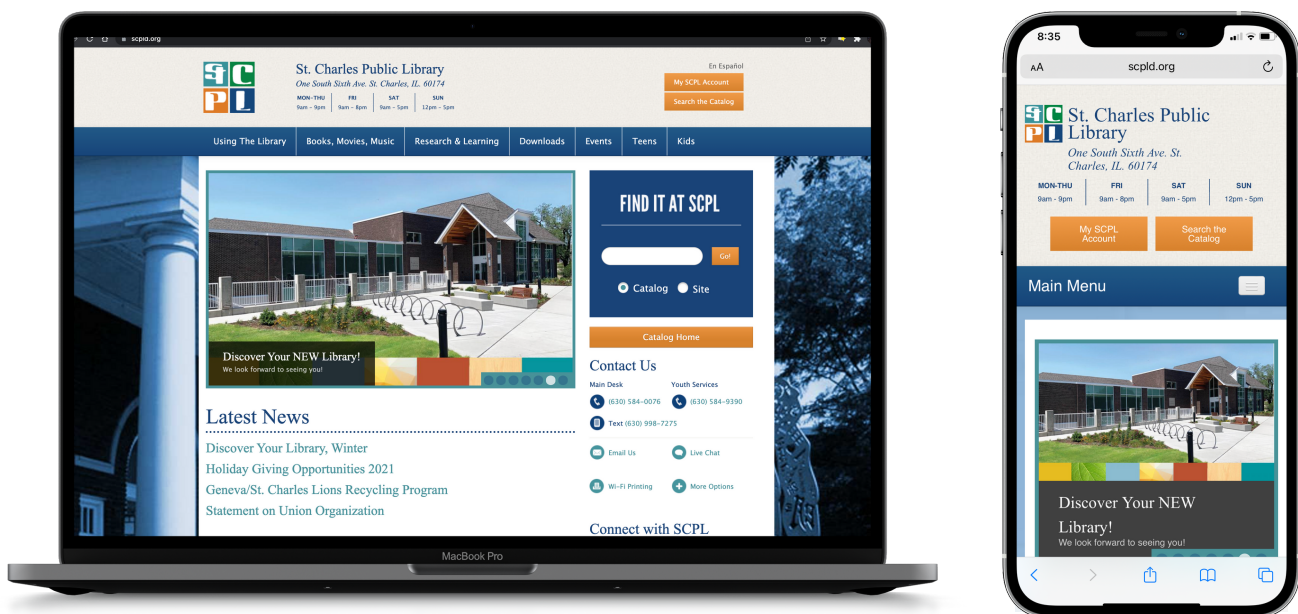 scpld.org
SC
PL
St. Charles Public Library
One South Sixth Ave. St. Charles, IL. 60174
MON-THU FRI SAT SUN
9am - 9pm 9am - 8pm 9am - 5pm 12pm - 5pm
En Español
My SCPL Account
Search the Catalog
Using The Library Books, Movies, Music Research & Learning Downloads Events Teens Kids
Discover Your NEW Library!
We look forward to seeing you!
Latest News
Discover Your Library, Winter
Holiday Giving Opportunities 2021
Geneva/St. Charles Lions Recycling Program
Statement on Union Organization
FIND IT AT SCPL
Go!
Catalog Site
Catalog Home
Contact Us
Main Desk Youth Services
(630) 584-0076 (630) 584-9390
Text (630) 998-7275
Email Us Live Chat
Wi-Fi Printing More Options
Connect with SCPL
MacBook Pro
8:35
AA scpld.org
SC
PL
St. Charles Public
Library
One South Sixth Ave. St.
Charles, IL. 60174
MON-THU FRI SAT SUN
9am - 9pm 9am - 8pm 9am - 5pm 12pm - 5pm
My SCPL
Account
Search the
Catalog
Main Menu
Discover Your NEW
Library!
We look forward to seeing you!